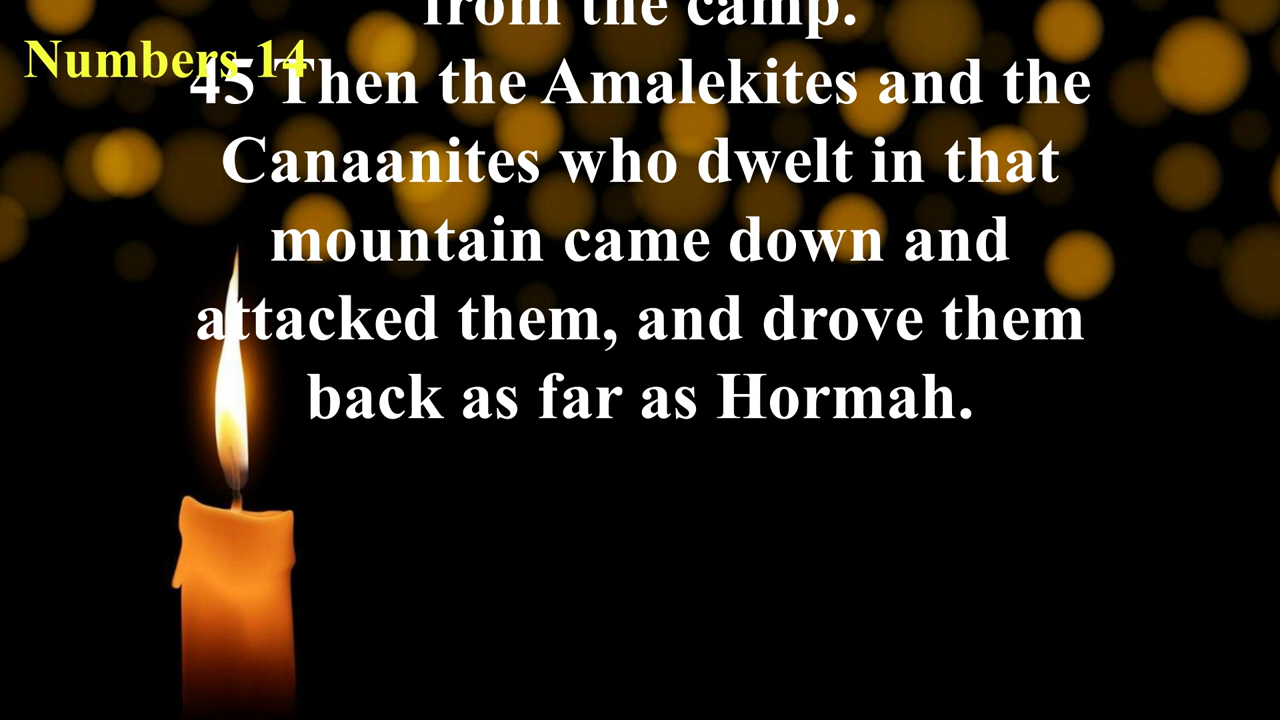 from the camp.
Numbers 14
45 Then the Amalekites and the
Canaanites who dwelt in that
mountain came down and
attacked them, and drove them
back as far as Hormah.